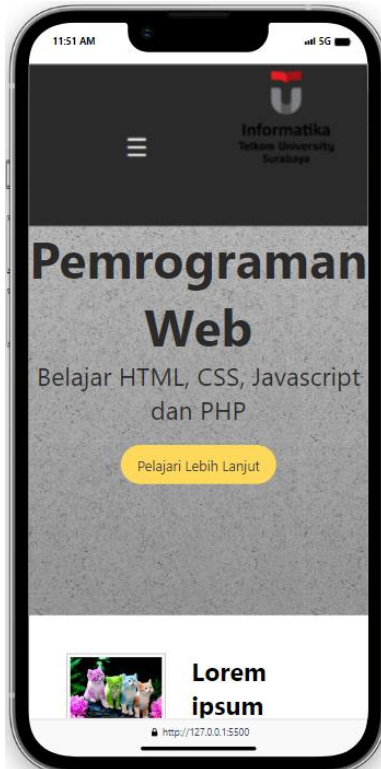 11:51 AM
5G
☰
Informatika
Telkom University
Surabaya
Pemrograman
Web
Belajar HTML, CSS, Javascript
dan PHP
Pelajari Lebih Lanjut
Lorem
ipsum
http://127.0.0.1:5500